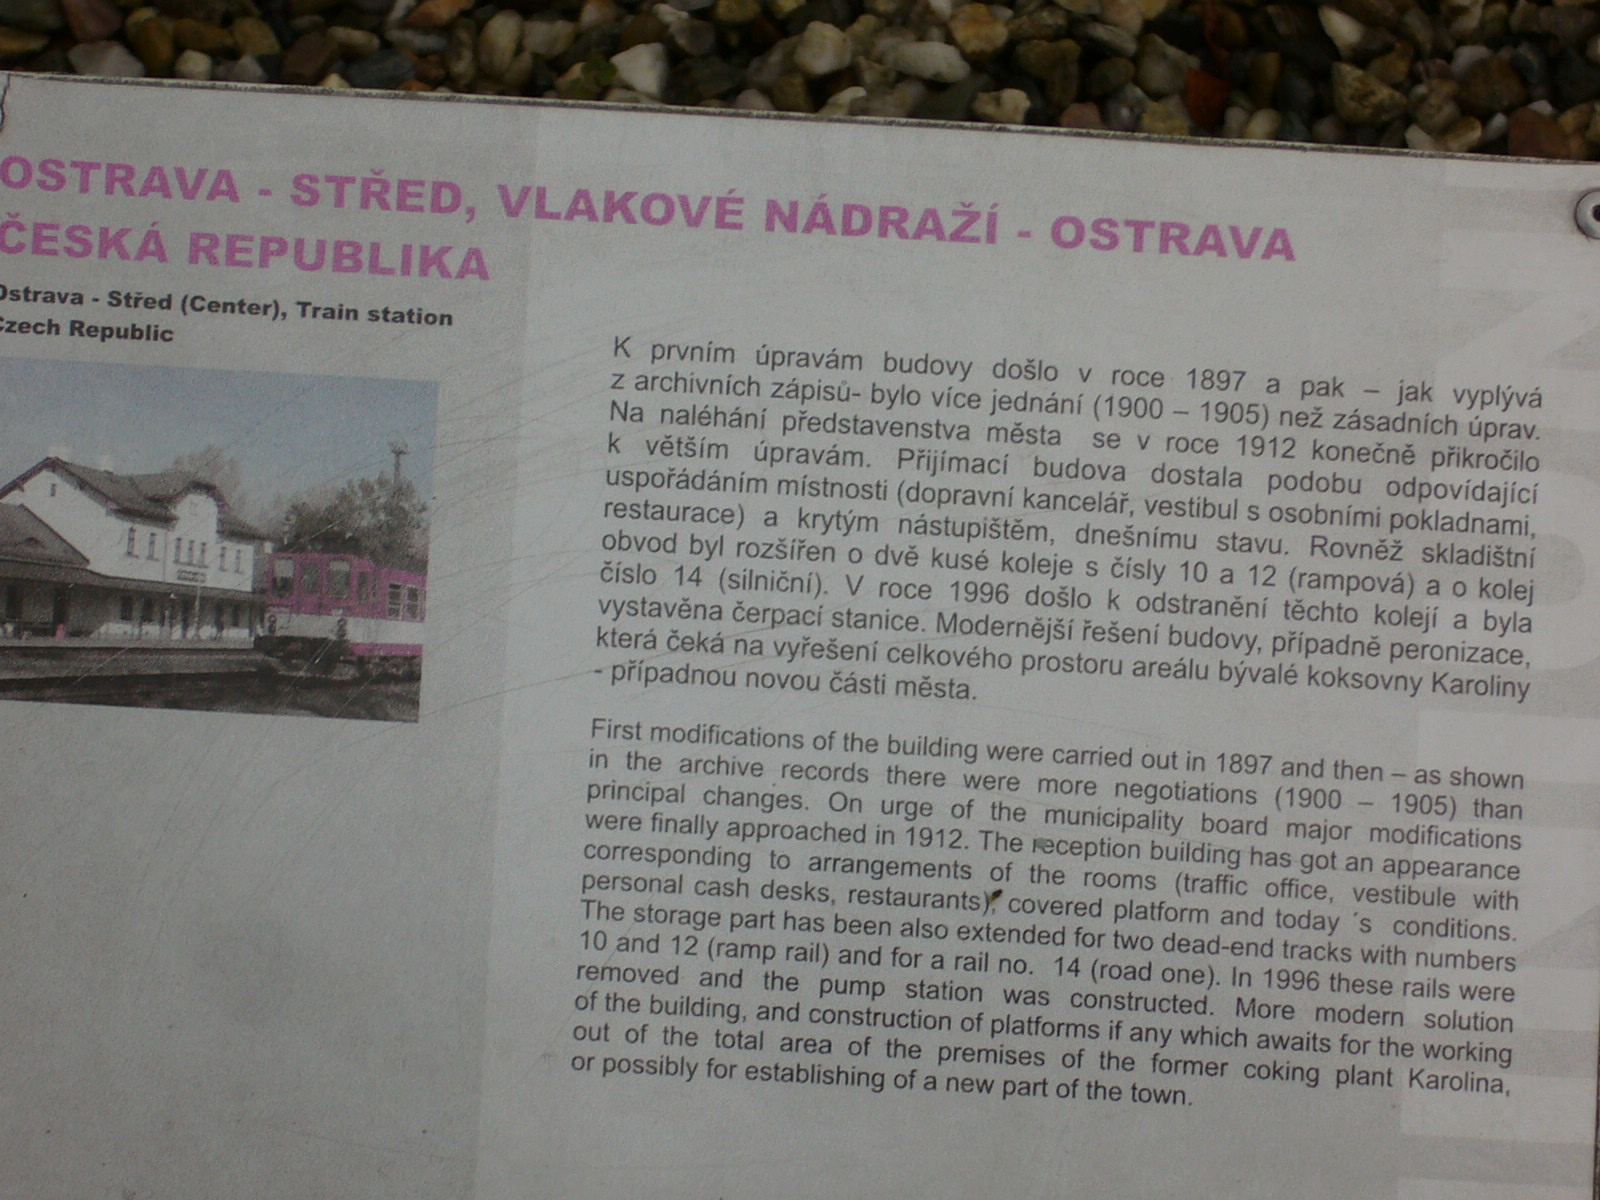 OSTRAVA - STŘED, VLAKOVÉ NÁDRAŽÍ - OSTRAVA
ČESKÁ REPUBLIKA
Ostrava - Střed (Center), Train station
Czech Republic
K prvním úpravám budovy došlo v roce 1897 a pak – jak vyplývá
z archivních zápisů- bylo více jednání (1900 – 1905) než zásadních úprav.
Na naléhání představenstva města se v roce 1912 konečně přikročilo
k větším úpravám. Přijímací budova dostala podobu odpovídající
uspořádáním místnosti (dopravní kancelář, vestibul s osobními pokladnami,
restaurace) a krytým nástupištěm, dnešnímu stavu. Rovněž skladištní
obvod byl rozšířen o dvě kusé koleje s čísly 10 a 12 (rampová) a o kolej
číslo 14 (silniční). V roce 1996 došlo k odstranění těchto kolejí a byla
vystavěna čerpací stanice. Modernější řešení budovy, případně peronizace,
která čeká na vyřešení celkového prostoru areálu bývalé koksovny Karoliny
- případnou novou části města.
First modifications of the building were carried out in 1897 and then – as shown
in the archive records there were more negotiations (1900 – 1905) than
principal changes. On urge of the municipality board major modifications
were finally approached in 1912. The reception building has got an appearance
corresponding to arrangements of the rooms (traffic office, vestibule with
personal cash desks, restaurants), covered platform and today ´s conditions.
The storage part has been also extended for two dead-end tracks with numbers
10 and 12 (ramp rail) and for a rail no. 14 (road one). In 1996 these rails were
removed and the pump station was constructed. More modern solution
of the building, and construction of platforms if any which awaits for the working
out of the total area of the premises of the former coking plant Karolina,
or possibly for establishing of a new part of the town.